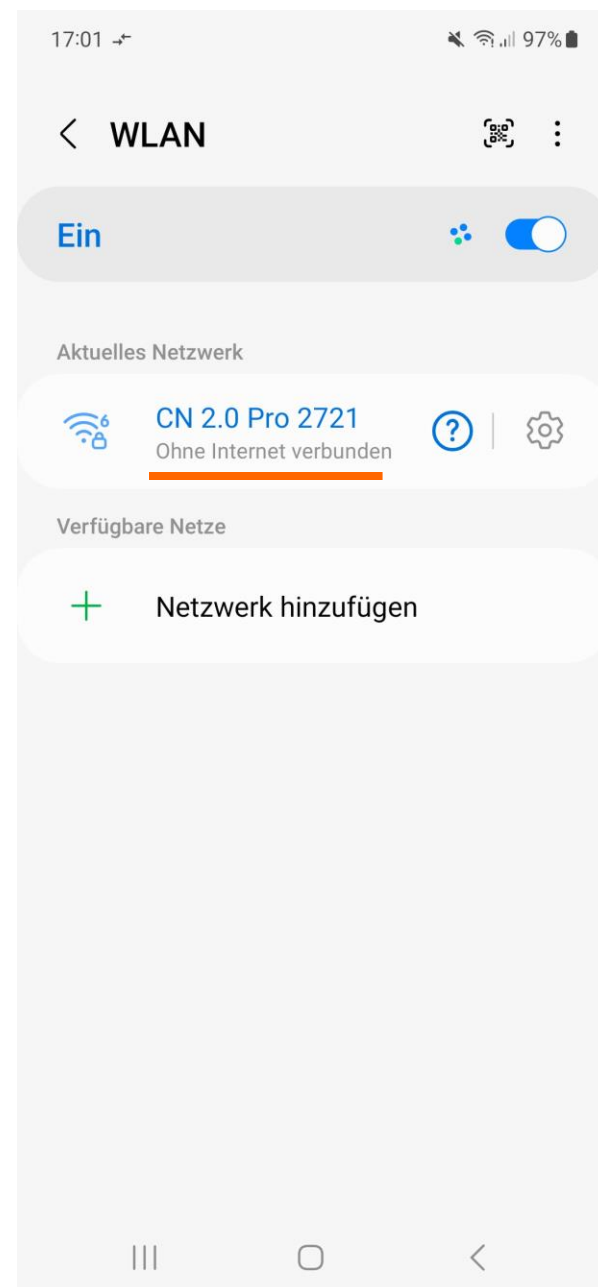 17:01
97%
WLAN
Ein
Aktuelles Netzwerk
6
CN 2.0 Pro 2721
?
Ohne Internet verbunden
Verfügbare Netze
Netzwerk hinzufügen